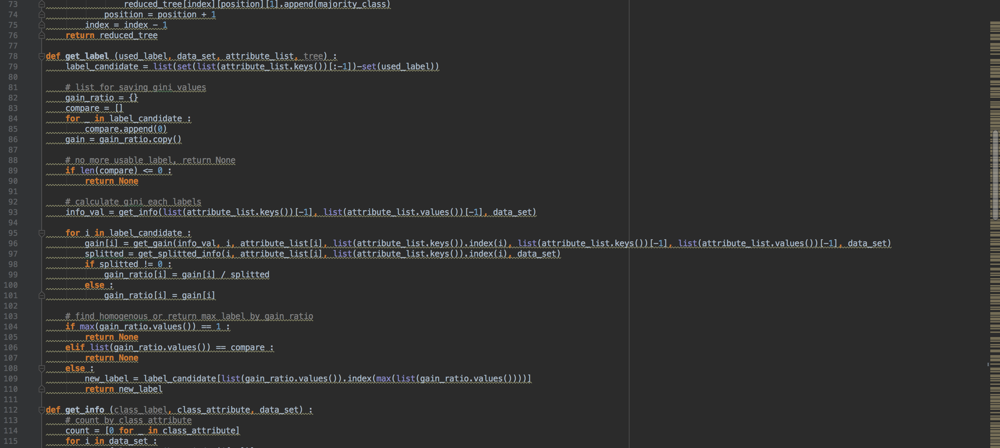 73 reduced_tree[index][position][1].append(majority_class)
74 position = position + 1
75 index = index - 1
76 return reduced_tree
77
78 def get_label (used_label, data_set, attribute_list, tree) :
79 label_candidate = list(set(list(attribute_list.keys())[:-1])-set(used_label))
80
81 # list for saving gini values
82 gain_ratio = {}
83 compare = []
84 for _ in label_candidate :
85 compare.append(0)
86 gain = gain_ratio.copy()
87
88 # no more usable label, return None
89 if len(compare) <= 0 :
90 return None
91
92 # calculate gini each labels
93 info_val = get_info(list(attribute_list.keys())[-1], list(attribute_list.values())[-1], data_set)
94
95 for i in label_candidate :
96 gain[i] = get_gain(info_val, i, attribute_list[i], list(attribute_list.keys()).index(i), list(attribute_list.keys())[-1], list(attribute_list.values())[-1], data_set)
97 splitted = get_splitted_info(i, attribute_list[i], list(attribute_list.keys()).index(i), data_set)
98 if splitted != 0 :
99 gain_ratio[i] = gain[i] / splitted
100 else :
101 gain_ratio[i] = gain[i]
102
103 # find homogenous or return max label by gain ratio
104 if max(gain_ratio.values()) == 1 :
105 return None
106 elif list(gain_ratio.values()) == compare :
107 return None
108 else :
109 new_label = label_candidate[list(gain_ratio.values()).index(max(list(gain_ratio.values())))]
110 return new_label
111
112 def get_info (class_label, class_attribute, data_set) :
113 # count by class attribute
114 count = [0 for _ in class_attribute]
115 for i in data_set :